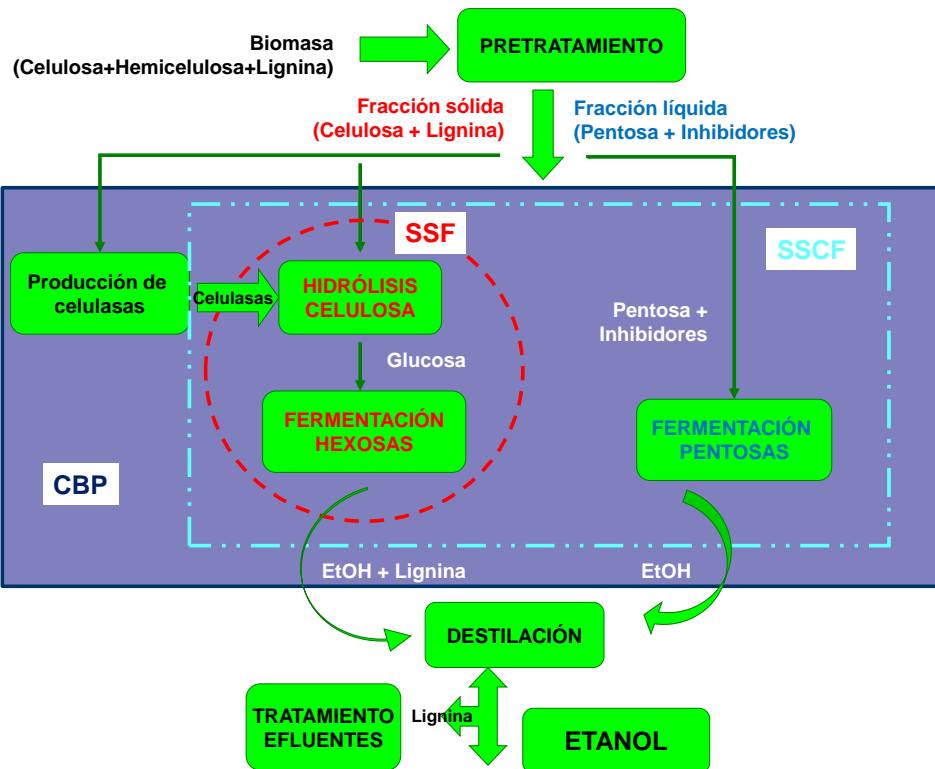 Biomasa
(Celulosa+Hemicelulosa+Lignina)
PRETRATAMIENTO
Fracción sólida
(Celulosa + Lignina)
Fracción líquida
(Pentosa + Inhibidores)
SSF
SSCF
Producción de
celulasas
Celulasas
HIDRÓLISIS
CELULOSA
Pentosa +
Inhibidores
Glucosa
FERMENTACIÓN
HEXOSAS
FERMENTACIÓN
PENTOSAS
CBP
EtOH + Lignina
EtOH
DESTILACIÓN
TRATAMIENTO
EFLUENTES
Lignina
ETANOL